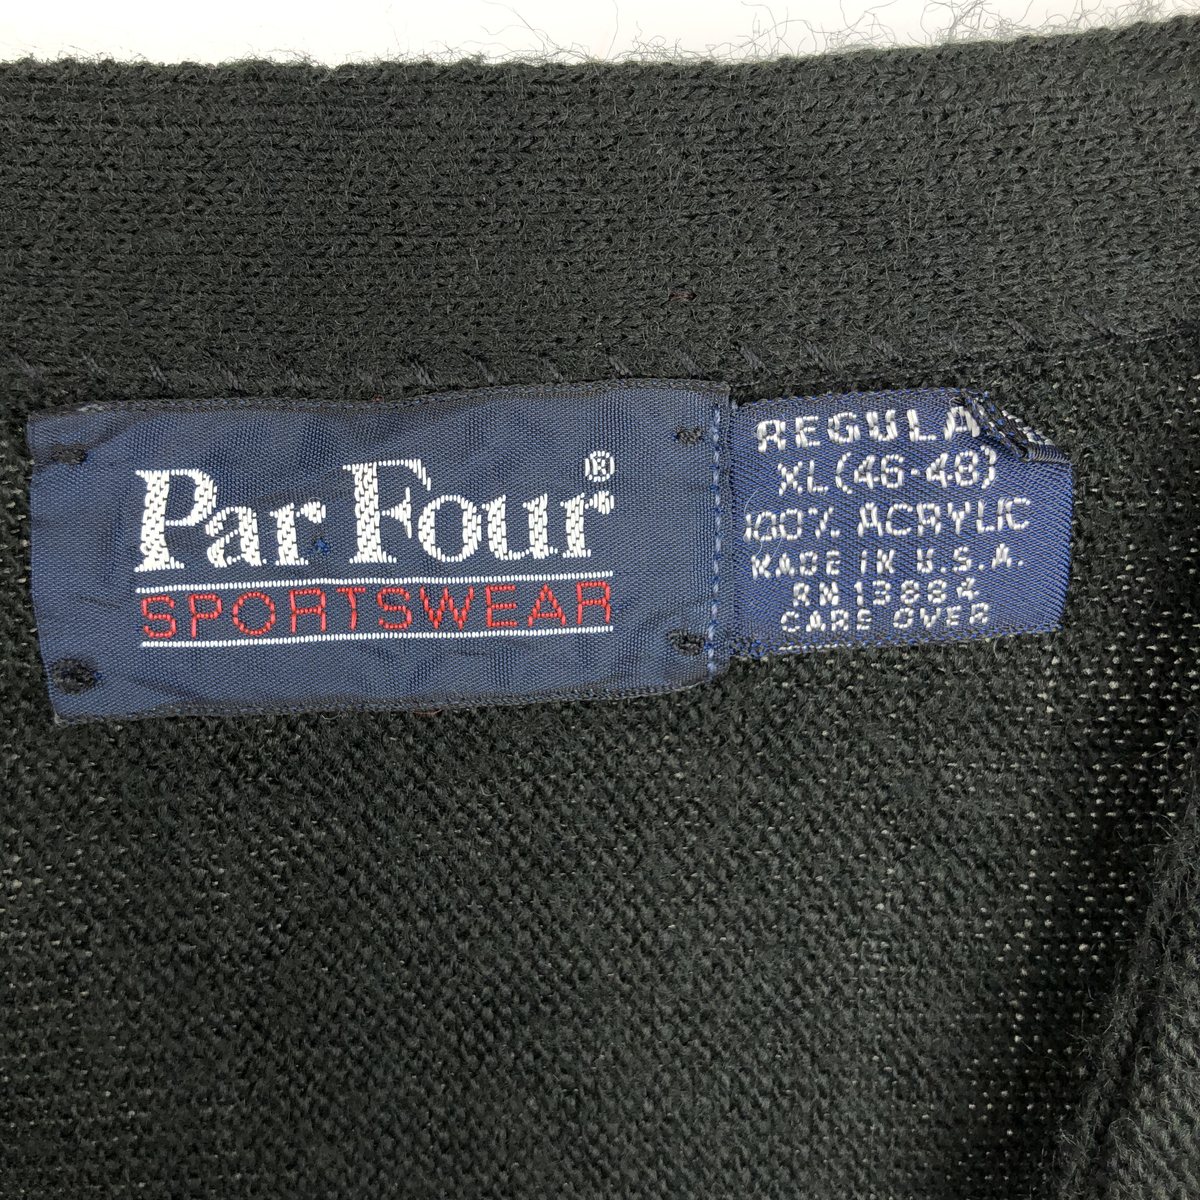 Par Four®
SPORTSWEAR
REGULA
XL (46-48)
100% ACRYLIC
MADE IN U.S.A.
RN 13884
CARE OVER